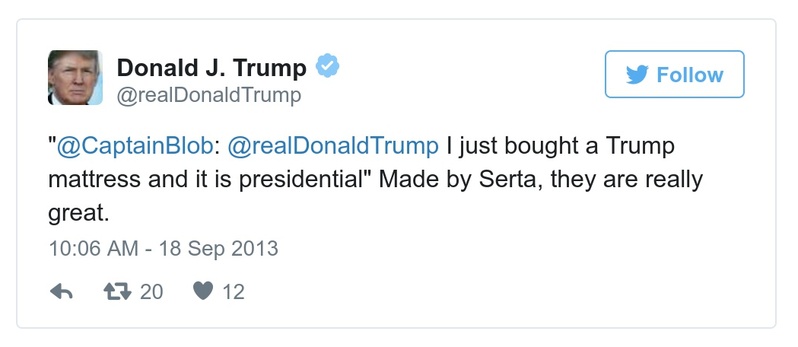 Donald J. Trump
@realDonaldTrump
Follow
"@CaptainBlob: @realDonaldTrump I just bought a Trump
mattress and it is presidential" Made by Serta, they are really
great.
10:06 AM - 18 Sep 2013
20 12